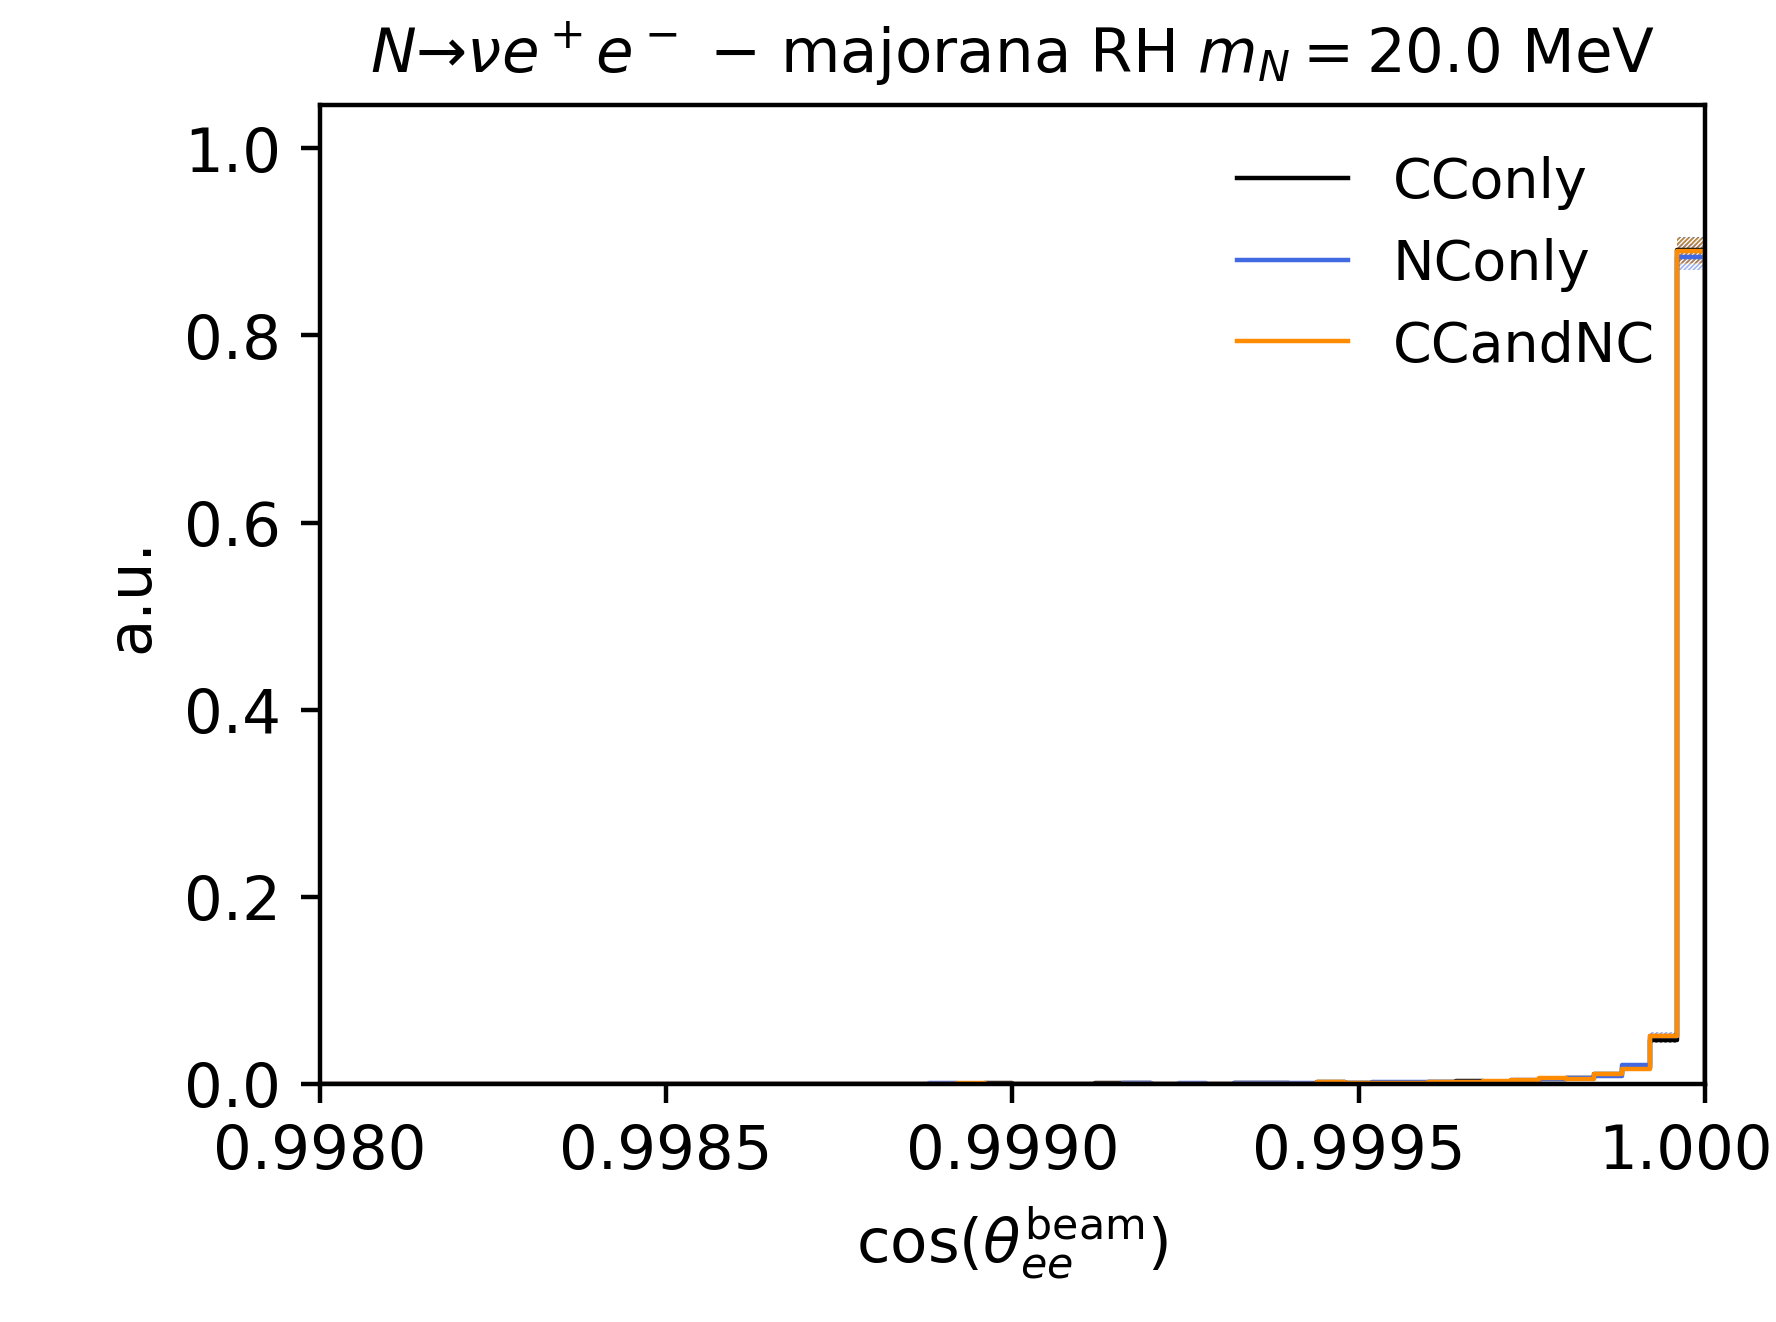 N→νe⁺e⁻ − majorana RH m_N = 20.0 MeV
CConly
NConly
CCandNC
1.0
0.8
0.6
0.4
0.2
0.0
a.u.
0.9980 0.9985 0.9990 0.9995 1.000
cos(θ_ee^beam)